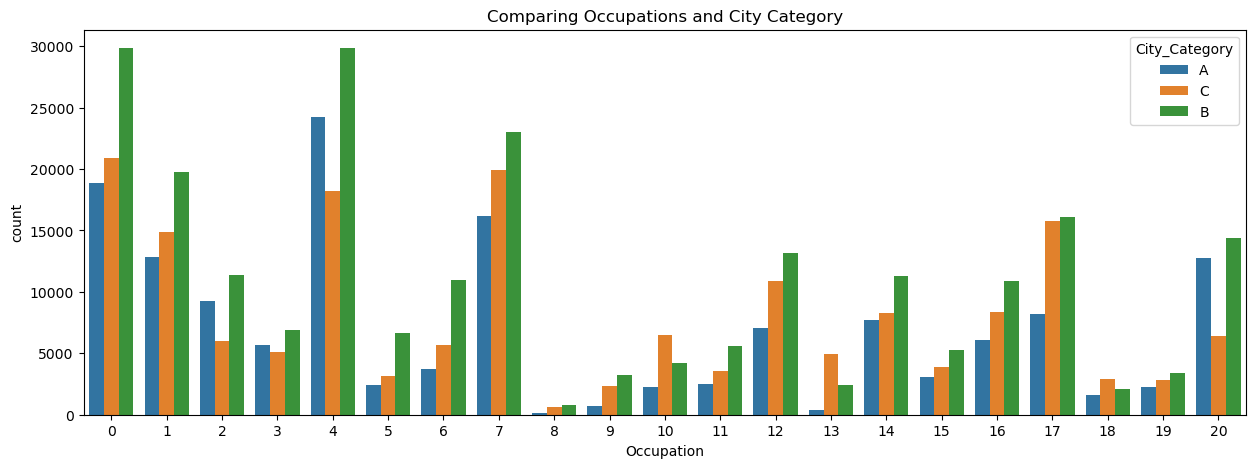 Comparing Occupations and City Category
30000
25000
20000
15000
10000
5000
0
count
City_Category
A
C
B
0 1 2 3 4 5 6 7 8 9 10 11 12 13 14 15 16 17 18 19 20
Occupation